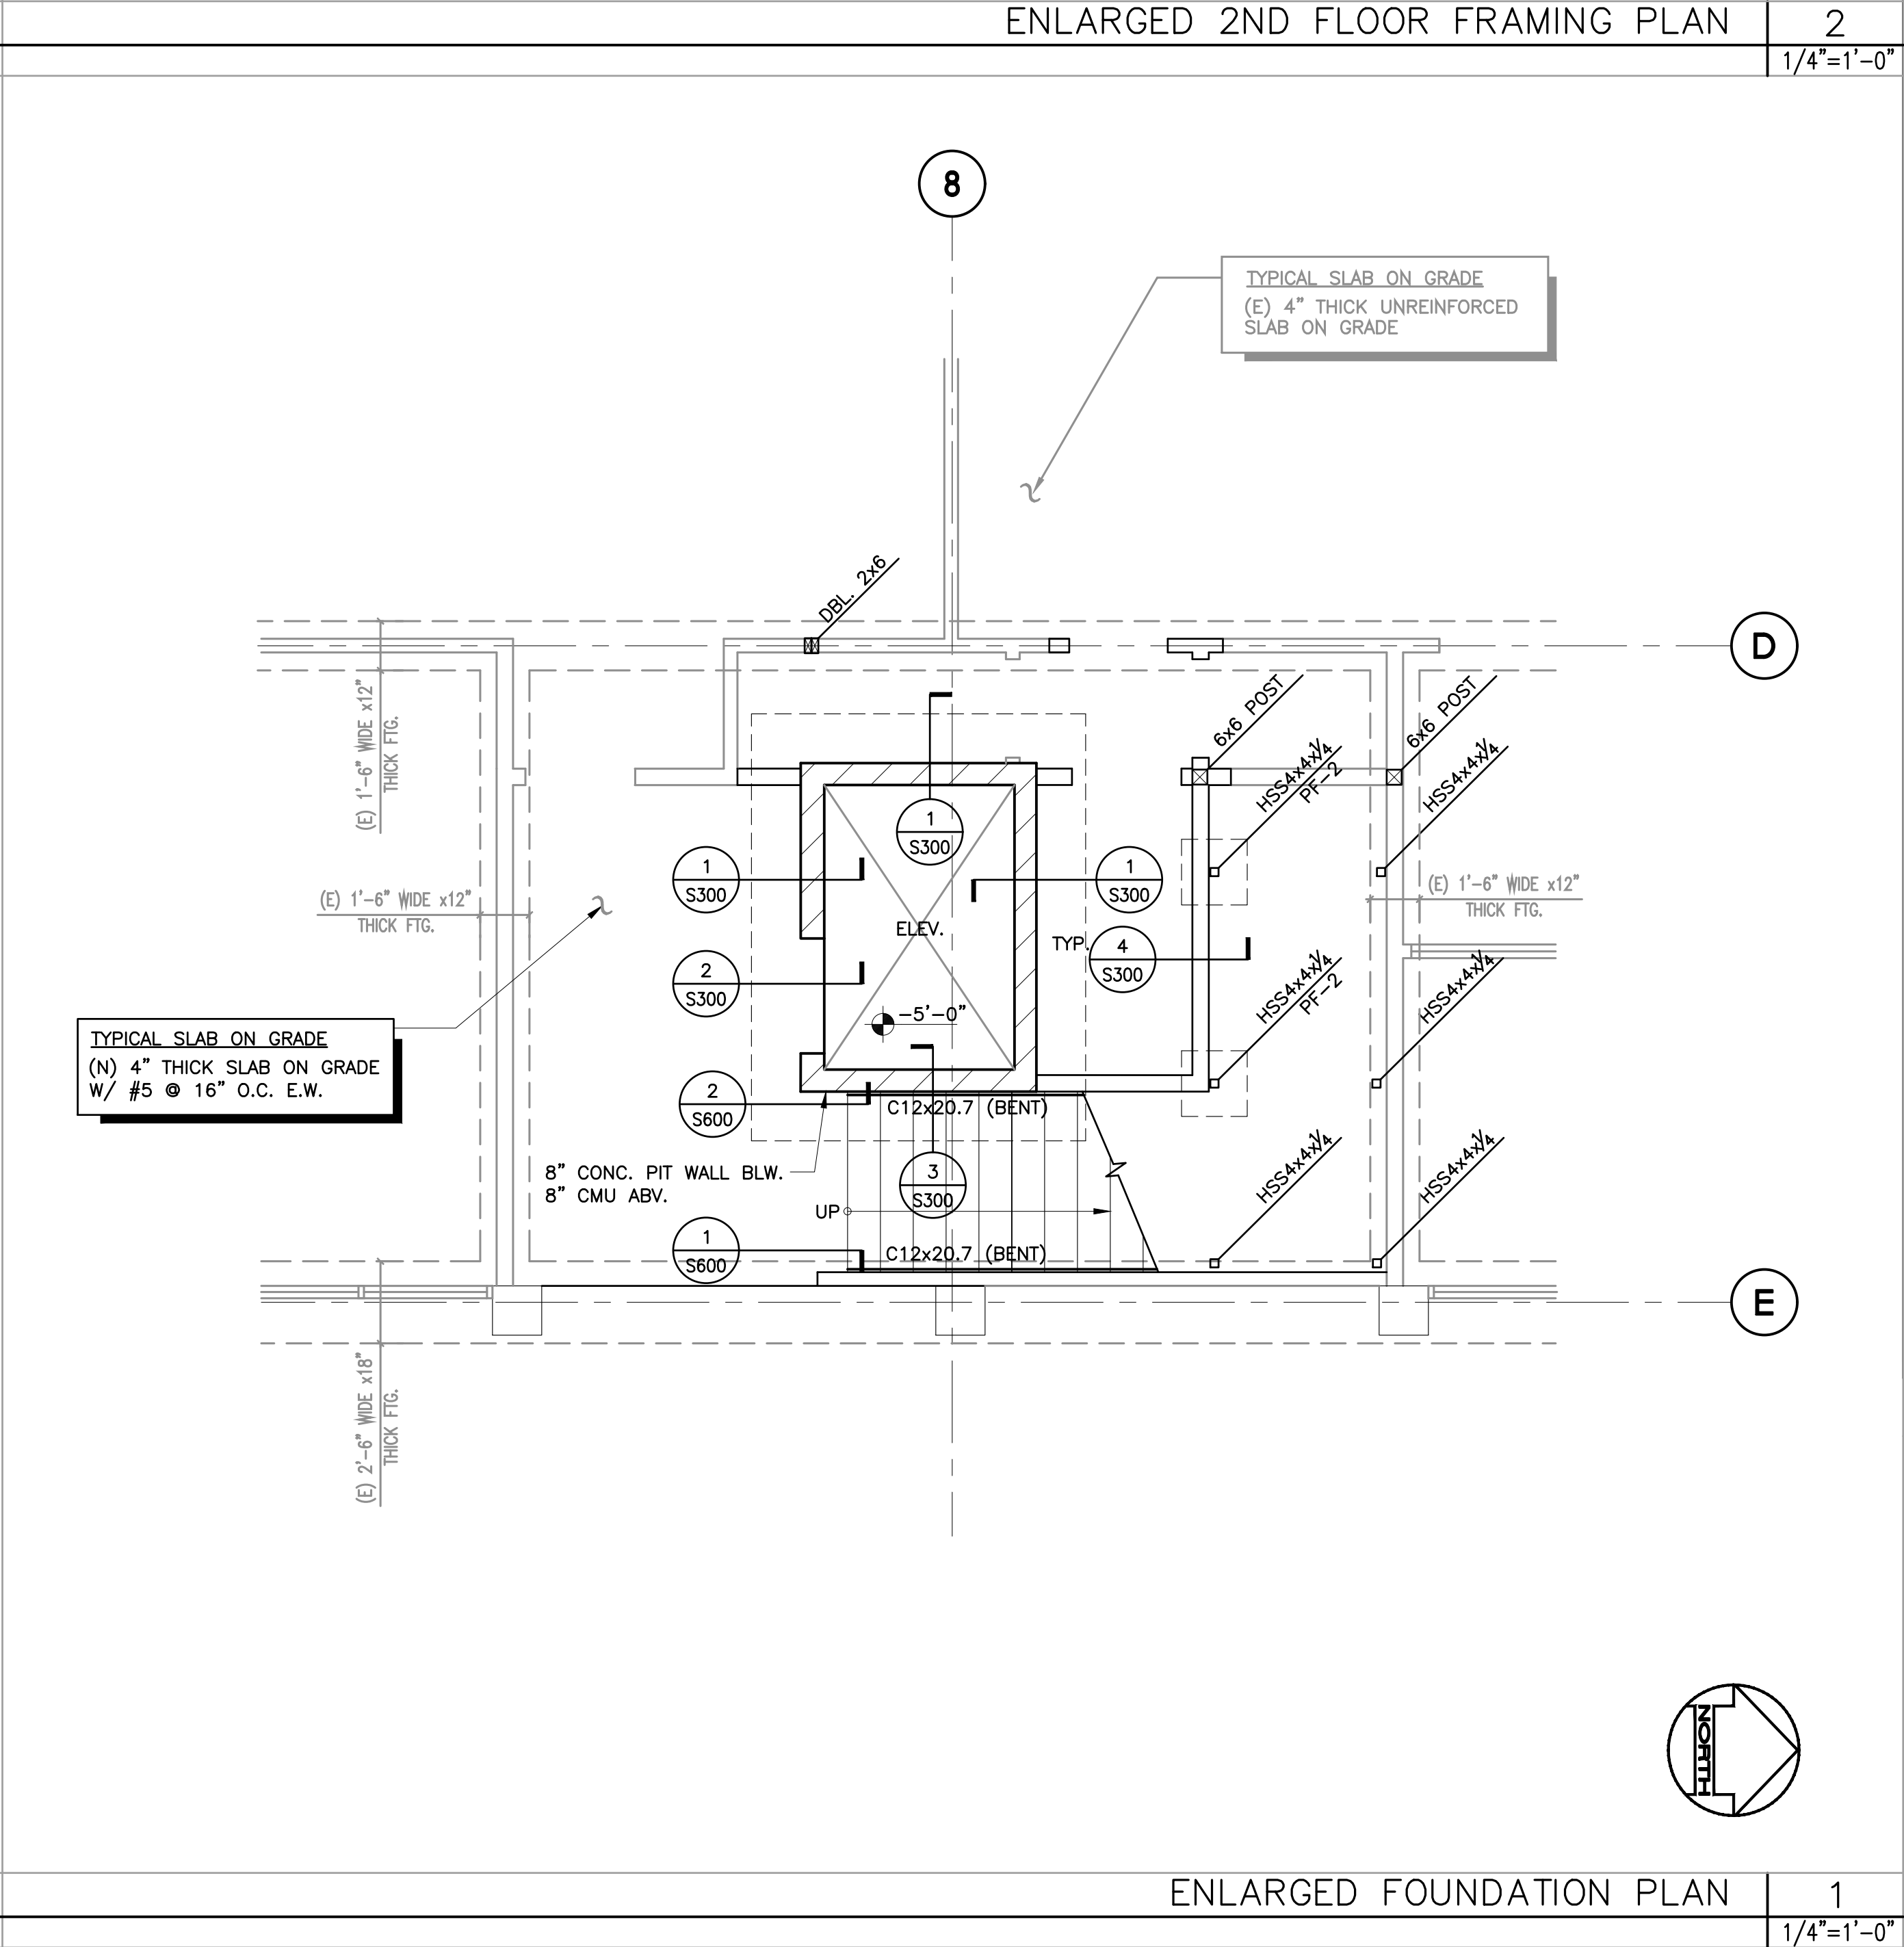 ENLARGED 2ND FLOOR FRAMING PLAN
2
1/4"=1'-0"
8
TYPICAL SLAB ON GRADE
(E) 4" THICK UNREINFORCED
SLAB ON GRADE
DBL. 2x6
D
(E) 1'-6" WIDE x12"
THICK FTG.
6x6 POST
6x6 POST
HSS4x4x1/4
PF-2
HSS4x4x1/4
1
S300
1
S300
1
S300
(E) 1'-6" WIDE x12"
THICK FTG.
(E) 1'-6" WIDE x12"
THICK FTG.
ELEV.
TYP.
4
S300
2
S300
HSS4x4x1/4
PF-2
HSS4x4x1/4
-5'-0"
TYPICAL SLAB ON GRADE
(N) 4" THICK SLAB ON GRADE
W/ #5 @ 16" O.C. E.W.
2
S600
C12x20.7 (BENT)
8" CONC. PIT WALL BLW.
8" CMU ABV.
3
S300
HSS4x4x1/4
HSS4x4x1/4
UP
1
S600
C12x20.7 (BENT)
E
(E) 2'-6" WIDE x18"
THICK FTG.
NORTH
ENLARGED FOUNDATION PLAN
1
1/4"=1'-0"